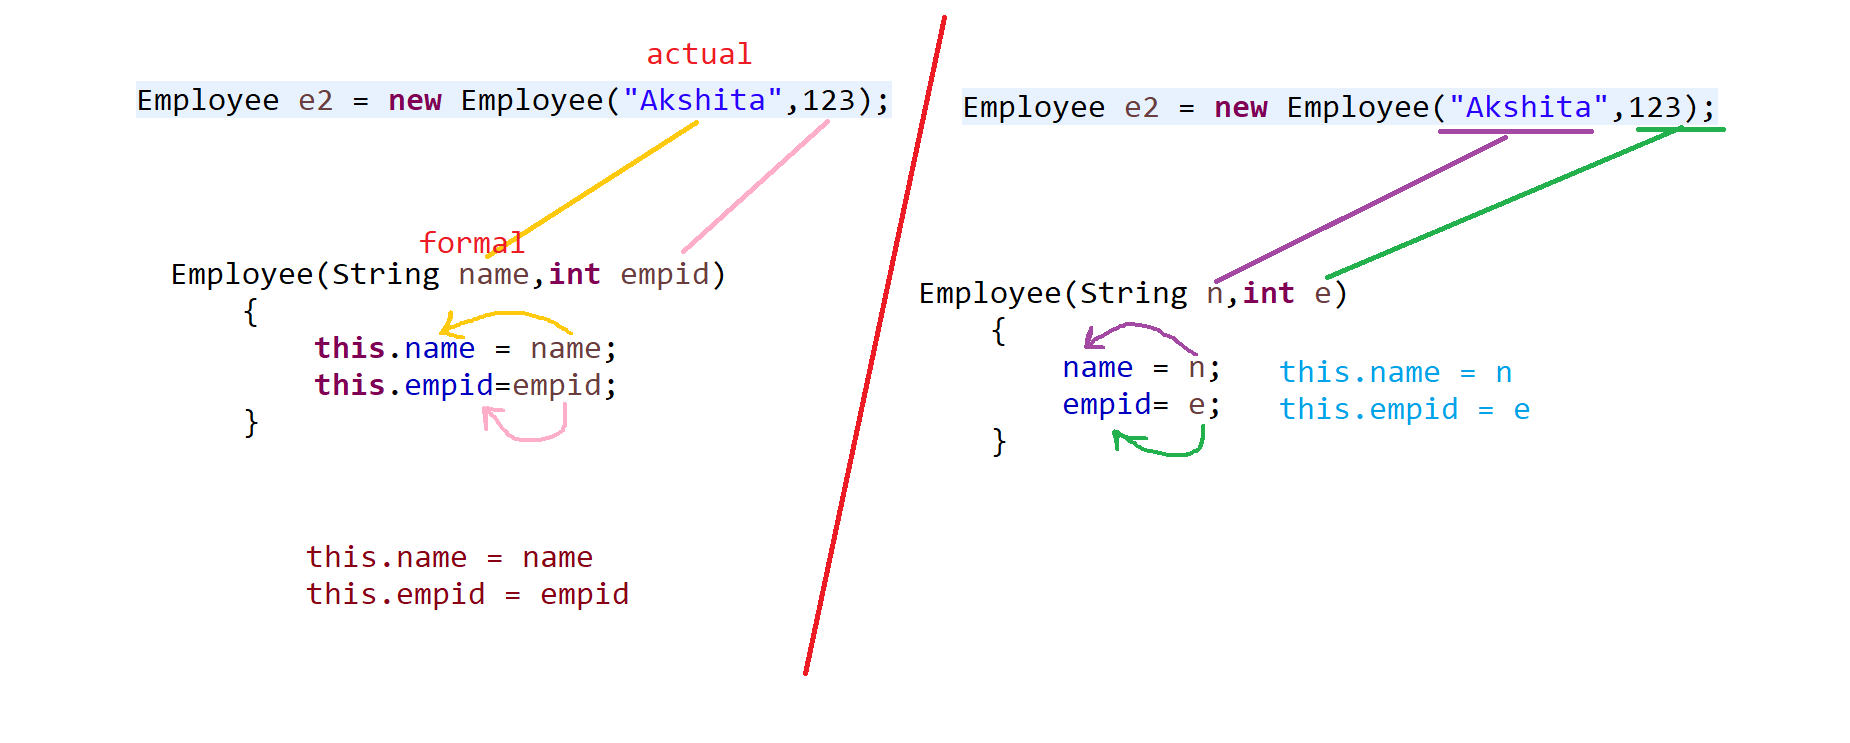 actual
Employee e2 = new Employee("Akshita",123);
formal
Employee(String name,int empid)
{
this.name = name;
this.empid=empid;
}
this.name = name
this.empid = empid
Employee e2 = new Employee("Akshita",123);
Employee(String n,int e)
{
name = n;
empid= e;
}
this.name = n
this.empid = e